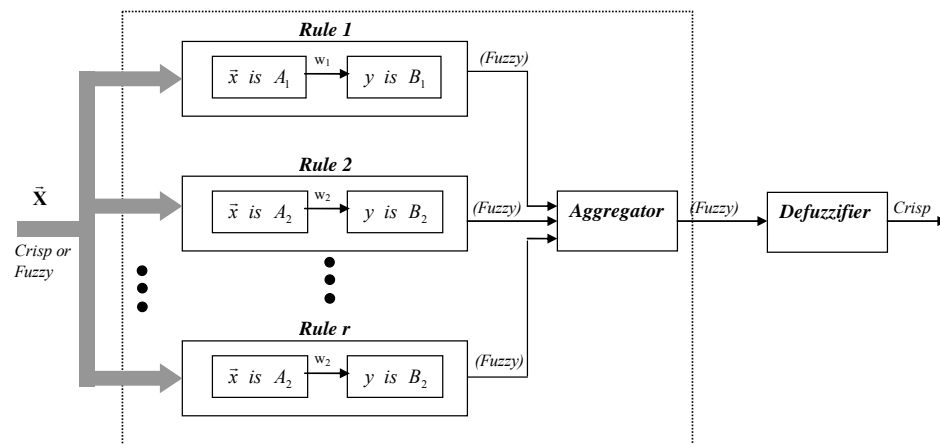 Rule 1
x⃗ is A₁
w₁
y is B₁
(Fuzzy)
Rule 2
x⃗ is A₂
w₂
y is B₂
(Fuzzy)
X⃗
Crisp or
Fuzzy
Aggregator
(Fuzzy)
Defuzzifier
Crisp
Rule r
x⃗ is A₂
w₂
y is B₂
(Fuzzy)